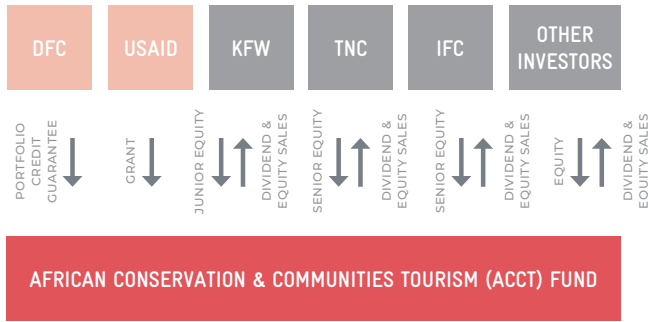 DFC
USAID
KFW
TNC
IFC
OTHER
INVESTORS
PORTFOLIO
CREDIT
GUARANTEE
GRANT
JUNIOR EQUITY
DIVIDEND &
EQUITY SALES
SENIOR EQUITY
DIVIDEND &
EQUITY SALES
SENIOR EQUITY
DIVIDEND &
EQUITY SALES
EQUITY
DIVIDEND &
EQUITY SALES
AFRICAN CONSERVATION & COMMUNITIES TOURISM (ACCT) FUND